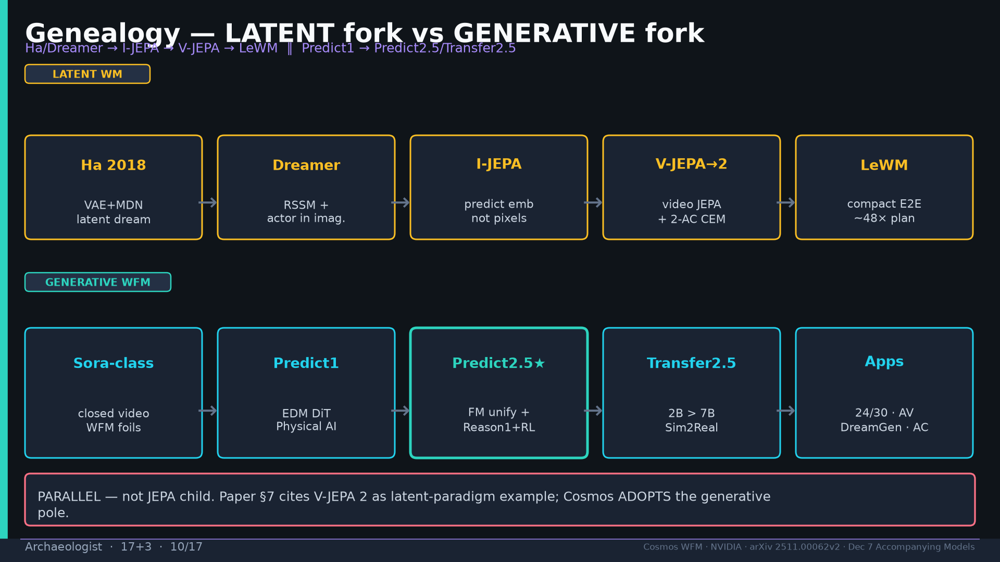 Genealogy — LATENT fork vs GENERATIVE fork
Ha/Dreamer → I-JEPA → V-JEPA → LeWM ‖ Predict1 → Predict2.5/Transfer2.5
LATENT WM
Ha 2018
VAE+MDN
latent dream
→
Dreamer
RSSM +
actor in imag.
→
I-JEPA
predict emb
not pixels
→
V-JEPA→2
video JEPA
+ 2-AC CEM
→
LeWM
compact E2E
~48× plan
GENERATIVE WFM
Sora-class
closed video
WFM foils
→
Predict1
EDM DiT
Physical AI
→
Predict2.5★
FM unify +
Reason1+RL
→
Transfer2.5
2B > 7B
Sim2Real
→
Apps
24/30 · AV
DreamGen · AC
PARALLEL — not JEPA child. Paper §7 cites V-JEPA 2 as latent-paradigm example; Cosmos ADOPTS the generative
pole.
Archaeologist · 17+3 · 10/17
Cosmos WFM · NVIDIA · arXiv 2511.00062v2 · Dec 7 Accompanying Models